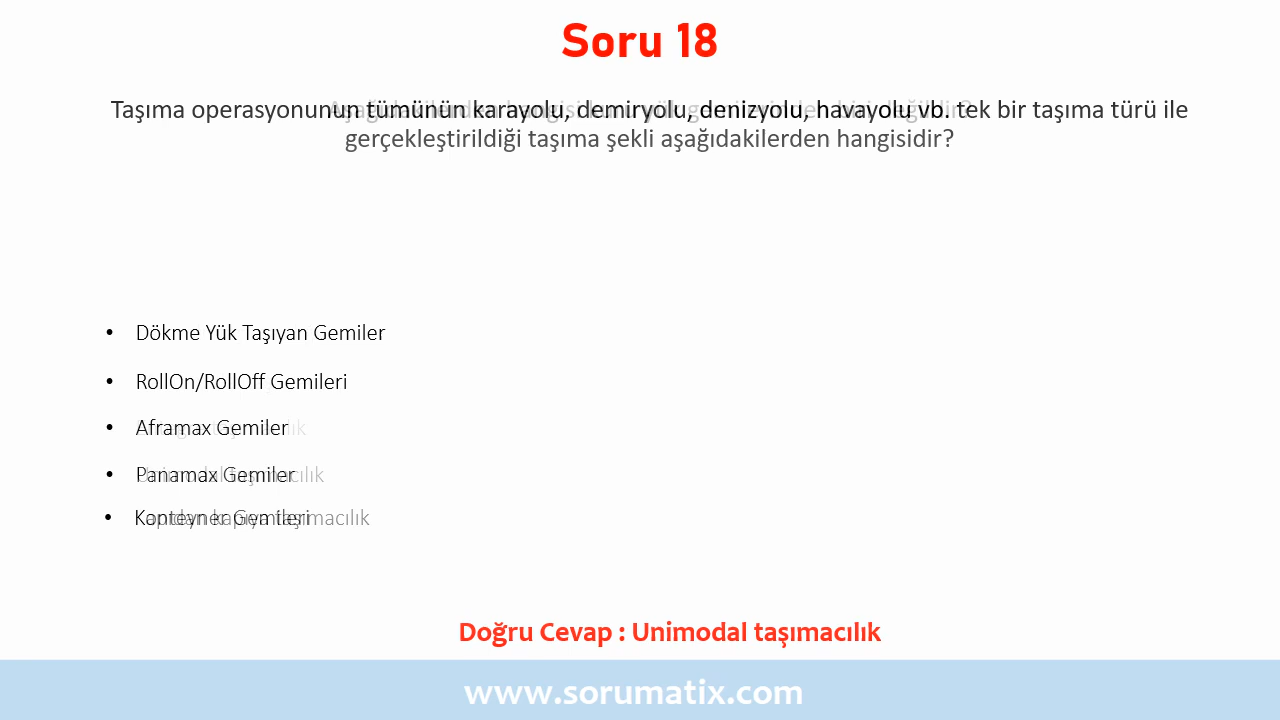 Soru 18
Taşıma operasyonunun tümünün karayolu, demiryolu, denizyolu, havayolu vb. tek bir taşıma türü ile
gerçekleştirildiği taşıma şekli aşağıdakilerden hangisidir?
• Dökme Yük Taşıyan Gemiler
• RollOn/RollOff Gemileri
• Aframax Gemiler
• Panamax Gemiler
• Konteyner Gemileri
Doğru Cevap : Unimodal taşımacılık
www.sorumatix.com